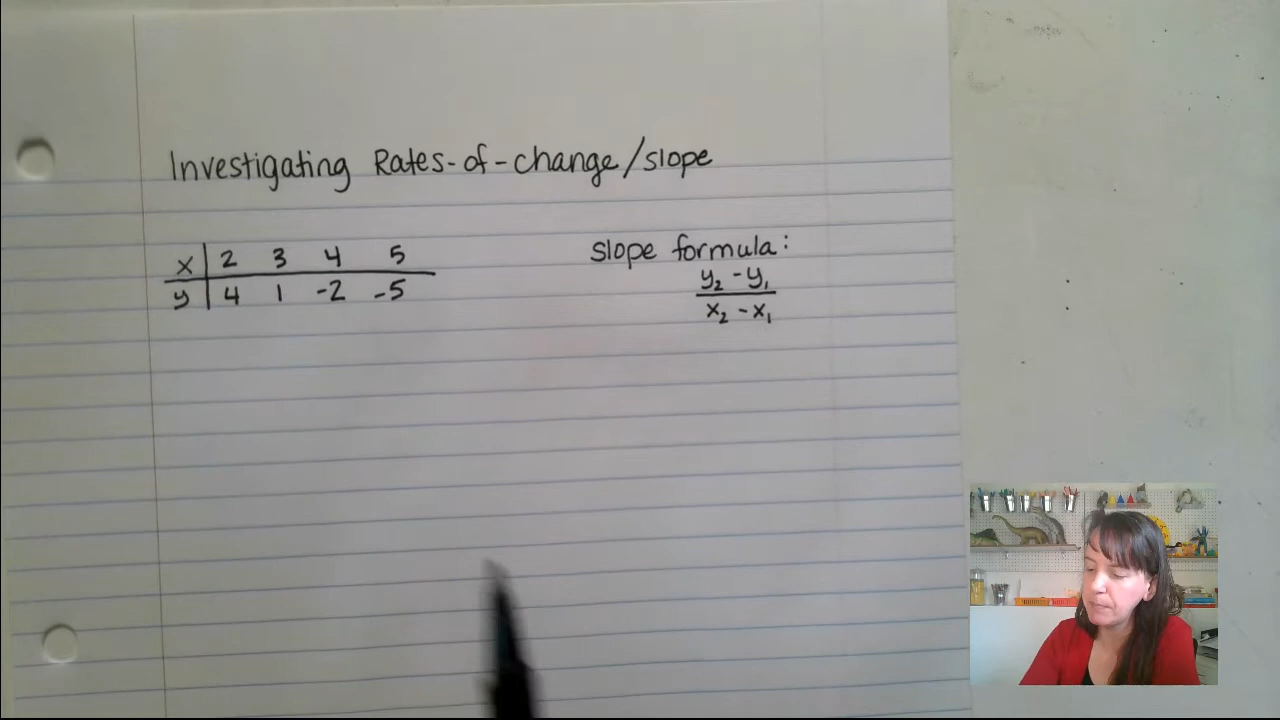 Investigating Rates-of-change/slope
x 2 3 4 5
y 4 1 -2 -5
slope formula:
y₂ - y₁
x₂ - x₁